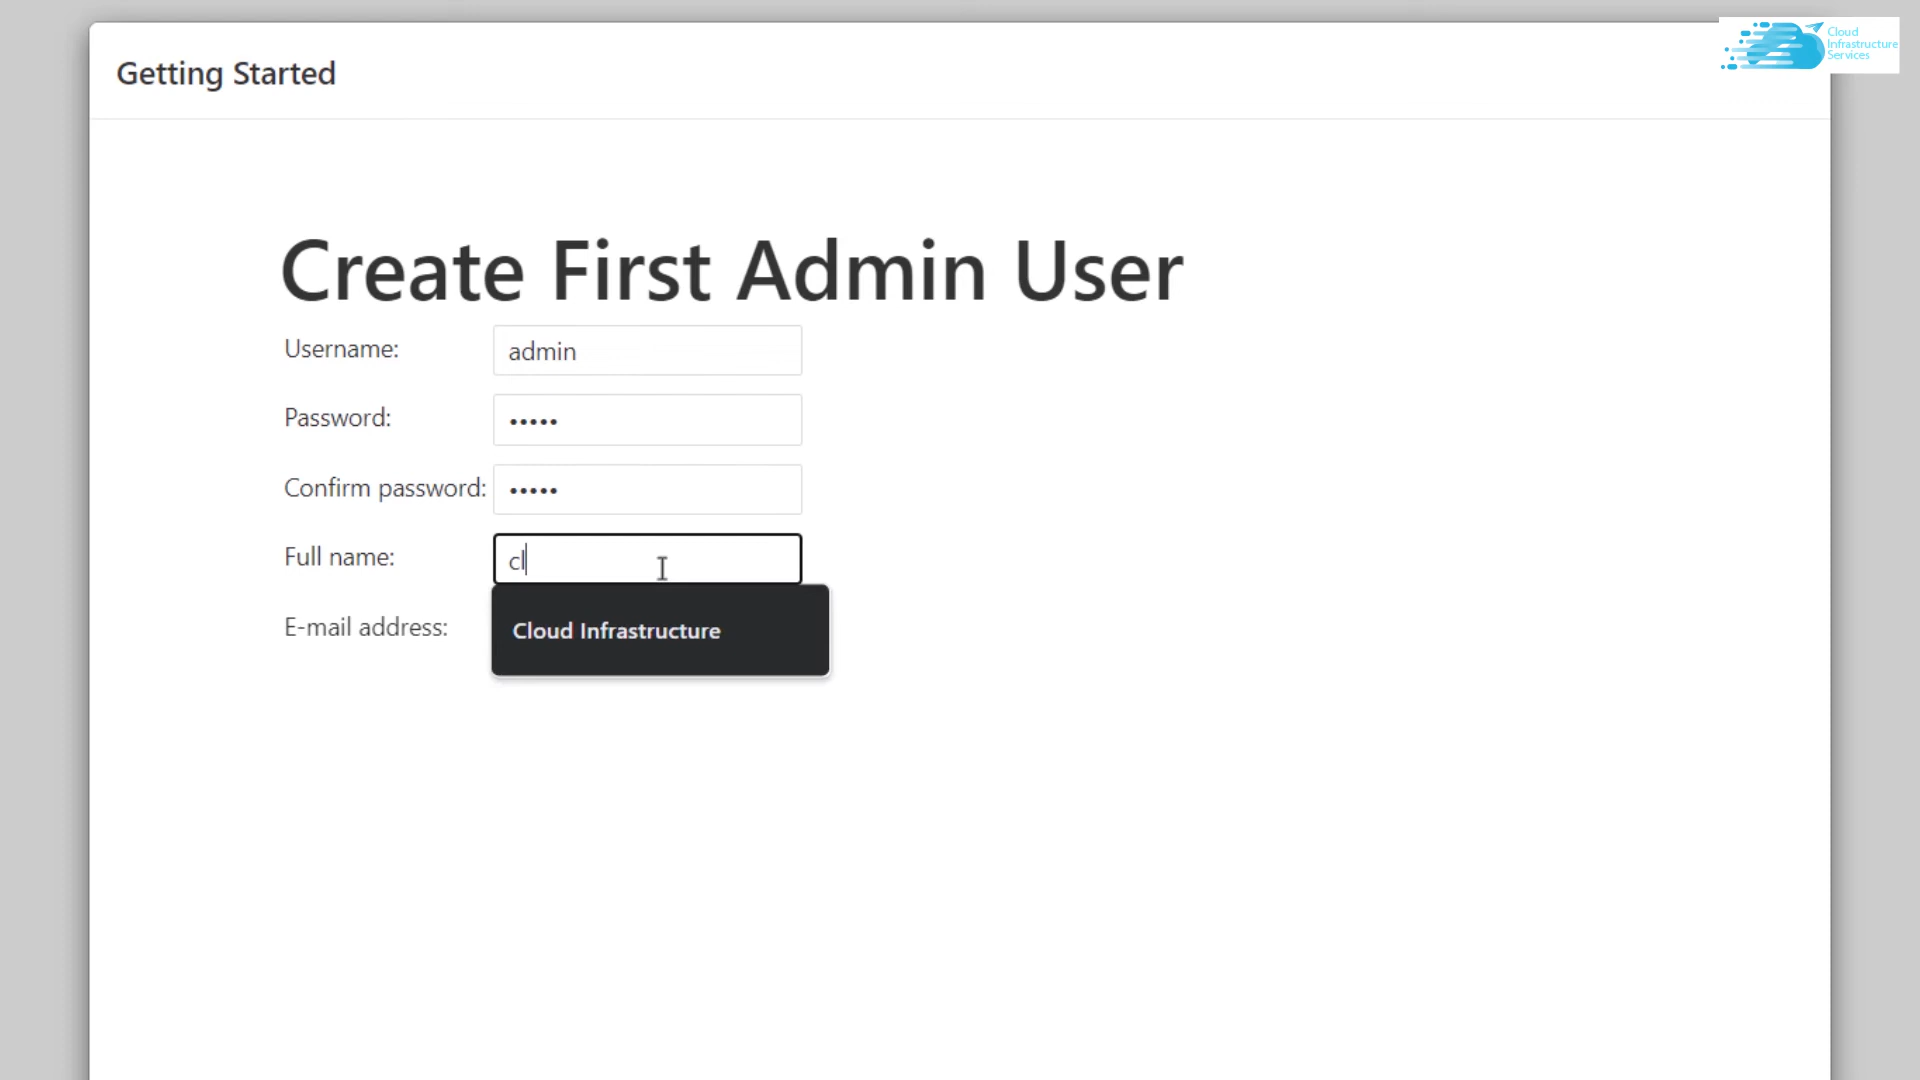 Cloud
Infrastructure
Services
Getting Started
Create First Admin User
Username: admin
Password: •••••
Confirm password: •••••
Full name: cl
Cloud Infrastructure
E-mail address: